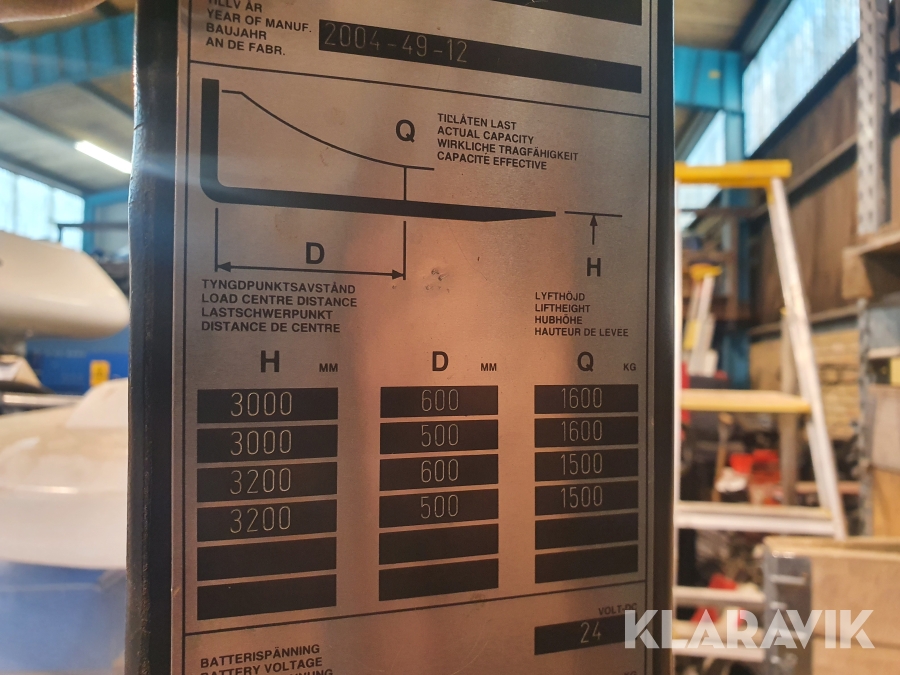 TILLV ÅR
YEAR OF MANUF.
BAUJAHR
AN DE FABR.
2004-49-12
Q
TILLÅTEN LAST
ACTUAL CAPACITY
WIRKLICHE TRAGFÄHIGKEIT
CAPACITÉ EFFECTIVE
D
H
TYNGDPUNKTSAVSTÅND
LOAD CENTRE DISTANCE
LASTSCHWERPUNKT
DISTANCE DE CENTRE
LYFTHÖJD
LIFTHEIGHT
HUBHÖHE
HAUTEUR DE LEVÉE
H MM D MM Q KG
3000 600 1600
3000 500 1600
3200 600 1500
3200 500 1500
VOLT-DC
24
BATTERISPÄNNING
BATTERY VOLTAGE
KLARAVIK